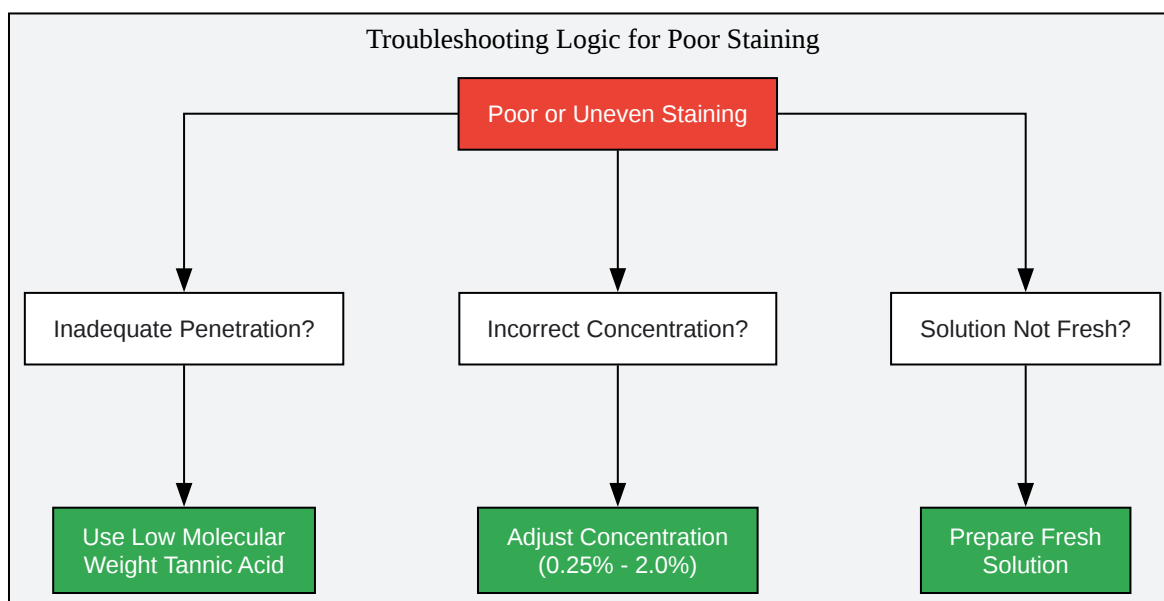 Troubleshooting Logic for Poor Staining
Poor or Uneven Staining
Inadequate Penetration?
Incorrect Concentration?
Solution Not Fresh?
Use Low Molecular
Weight Tannic Acid
Adjust Concentration
(0.25% - 2.0%)
Prepare Fresh
Solution